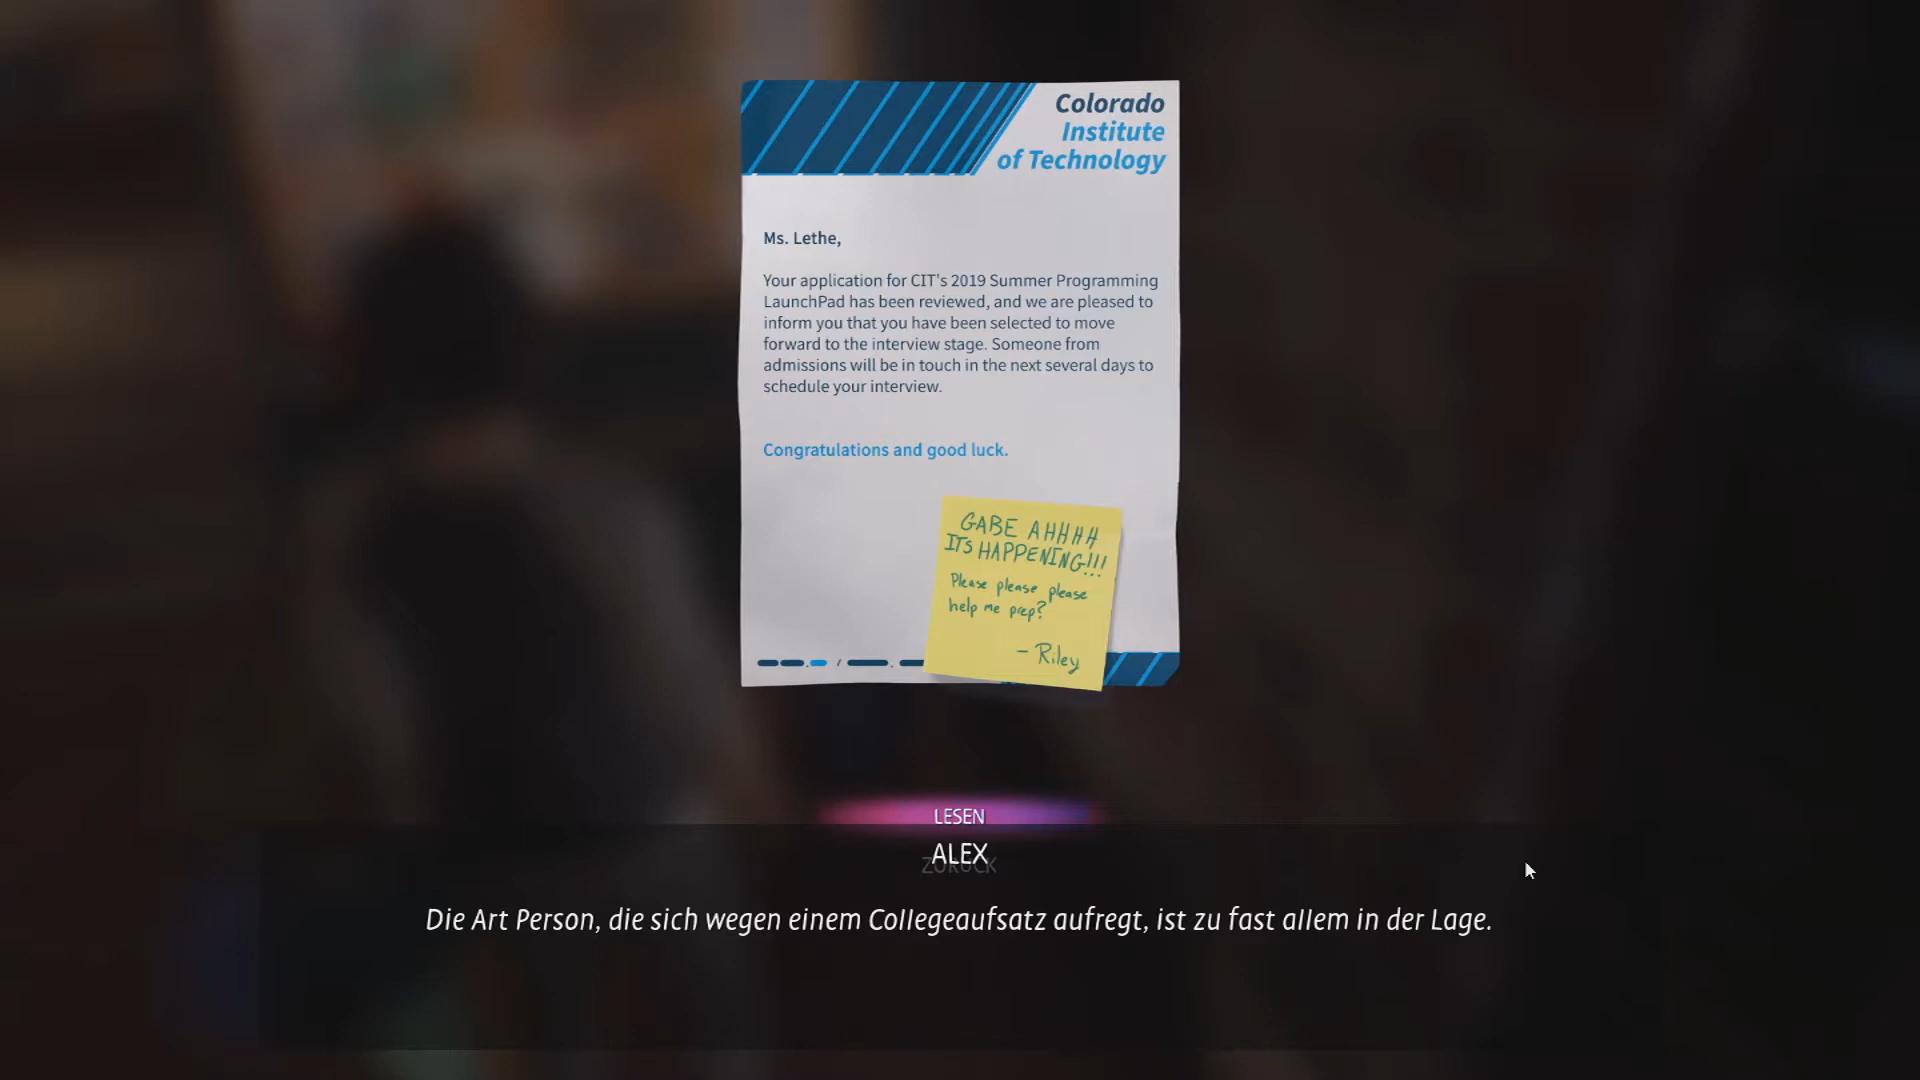 Colorado
Institute
of Technology
Ms. Lethe,
Your application for CIT's 2019 Summer Programming
LaunchPad has been reviewed, and we are pleased to
inform you that you have been selected to move
forward to the interview stage. Someone from
admissions will be in touch in the next several days to
schedule your interview.
Congratulations and good luck.
GABE AHHHH
ITS HAPPENING!!!
Please please please
help me prep?
- Riley
LESEN
ALEX
ZURÜCK
Die Art Person, die sich wegen einem Collegeaufsatz aufregt, ist zu fast allem in der Lage.